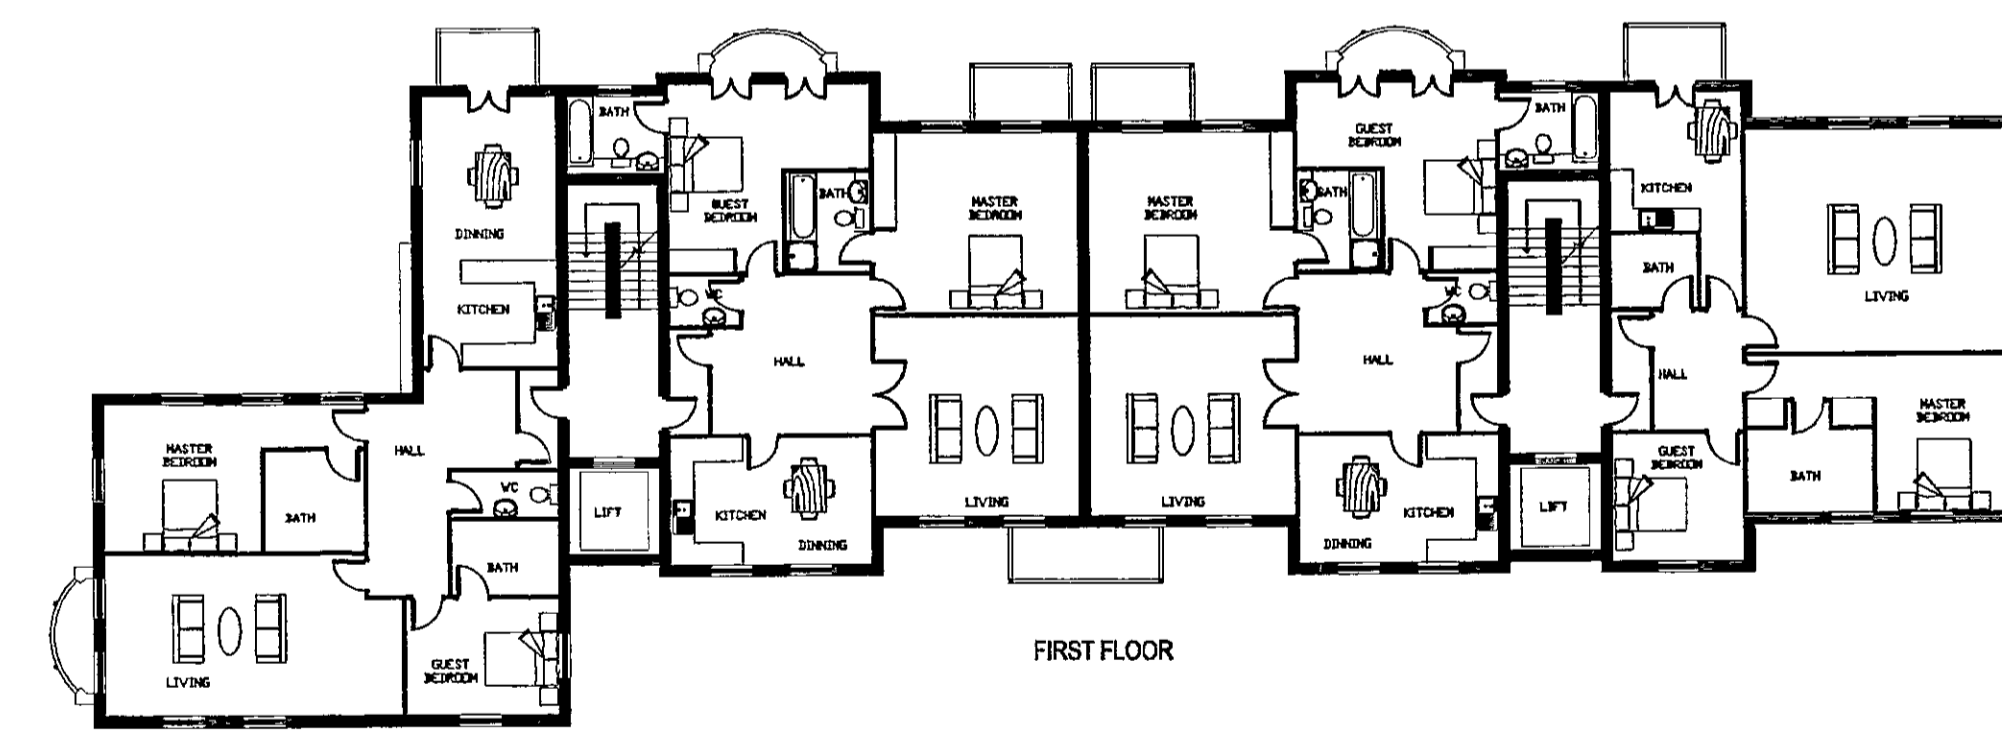 BATH
BATH
GUEST
BEDROOM
KITCHEN
BATH
BATH
MASTER
BEDROOM
MASTER
BEDROOM
GUEST
BEDROOM
DINNING
BATH
WC
WC
LIVING
KITCHEN
HALL
HALL
HALL
MASTER
BEDROOM
MASTER
BEDROOM
HALL
GUEST
BEDROOM
BATH
WC
LIVING
LIVING
BATH
LIFT
KITCHEN
KITCHEN
LIFT
DINNING
DINNING
BATH
FIRST FLOOR
GUEST
BEDROOM
LIVING